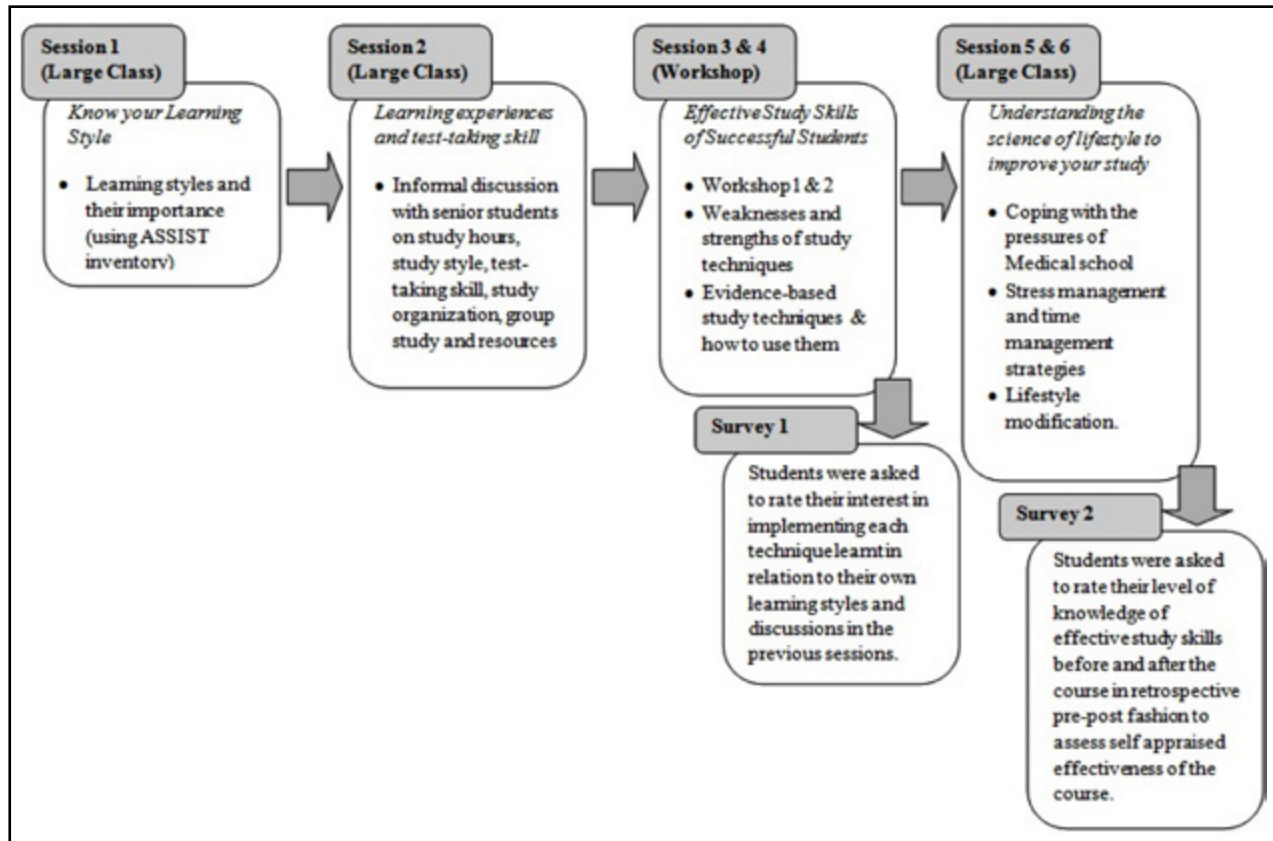 Session 1
(Large Class)
Know your Learning
Style
• Learning styles and
their importance
(using ASSIST
inventory)
Session 2
(Large Class)
Learning experiences
and test-taking skill
• Informal discussion
with senior students
on study hours,
study style, test-
taking skill, study
organization, group
study and resources
Session 3 & 4
(Workshop)
Effective Study Skills
of Successful Students
• Workshop 1 & 2
• Weaknesses and
strengths of study
techniques
• Evidence-based
study techniques &
how to use them
Survey 1
Students were asked
to rate their interest in
implementing each
technique learnt in
relation to their own
learning styles and
discussions in the
previous sessions.
Session 5 & 6
(Large Class)
Understanding the
science of lifestyle to
improve your study
• Coping with the
pressures of
Medical school
• Stress management
and time
management
strategies
• Lifestyle
modification.
Survey 2
Students were asked
to rate their level of
knowledge of
effective study skills
before and after the
course in retrospective
pre-post fashion to
assess self appraised
effectiveness of the
course.